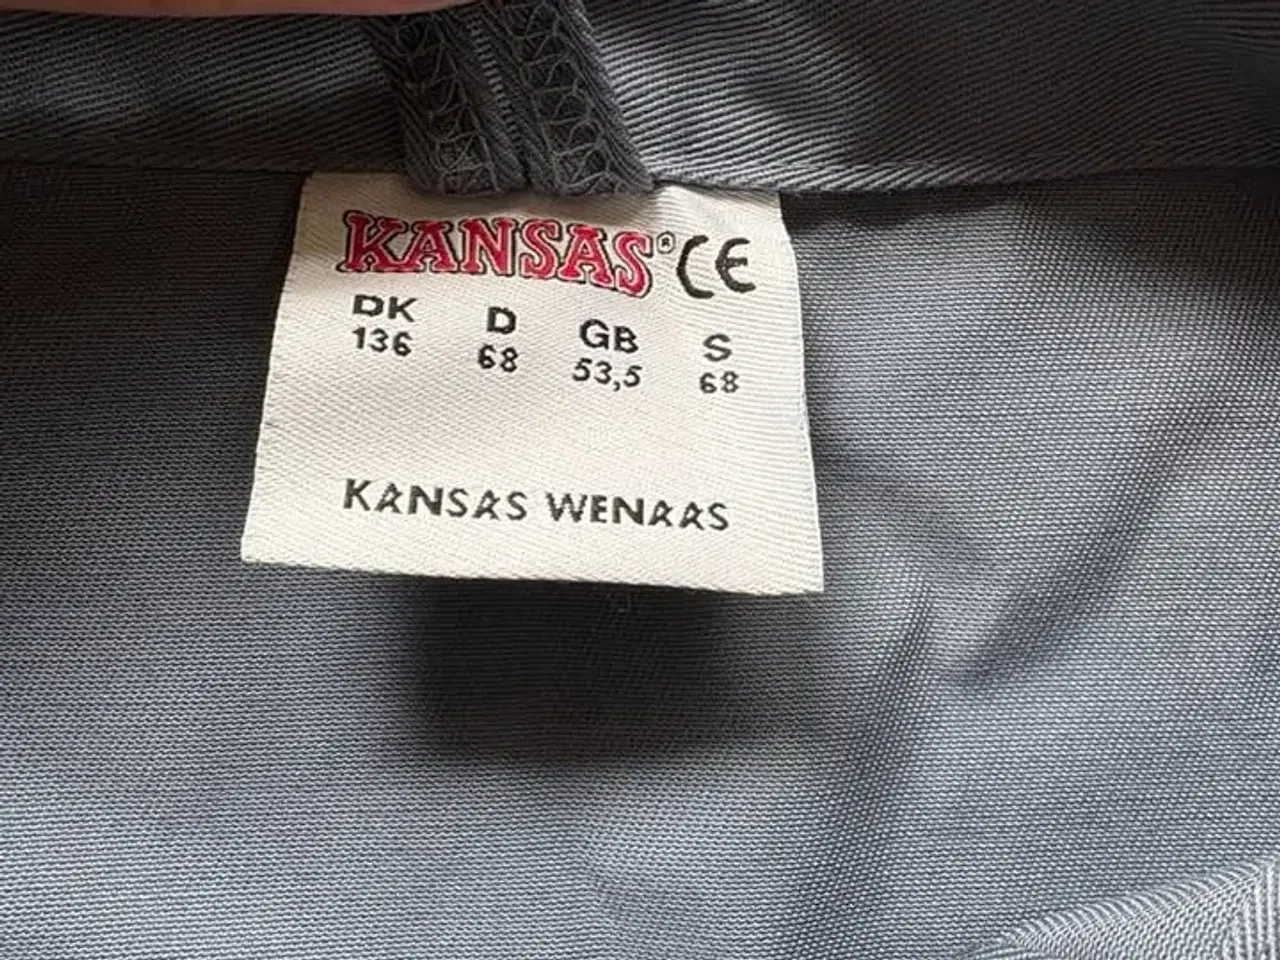 KANSAS® CE
DK D GB S
136 68 53,5 68
KANSAS WENAAS